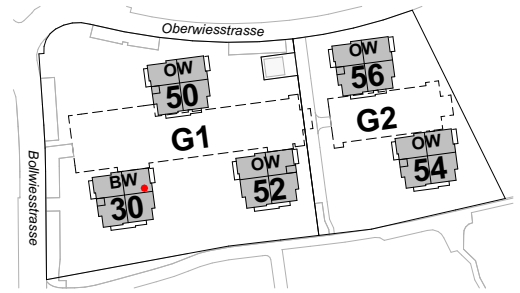 Oberwiesstrasse
OW
50
OW
56
G1
G2
Bollwiesstrasse
BW
30
OW
52
OW
54